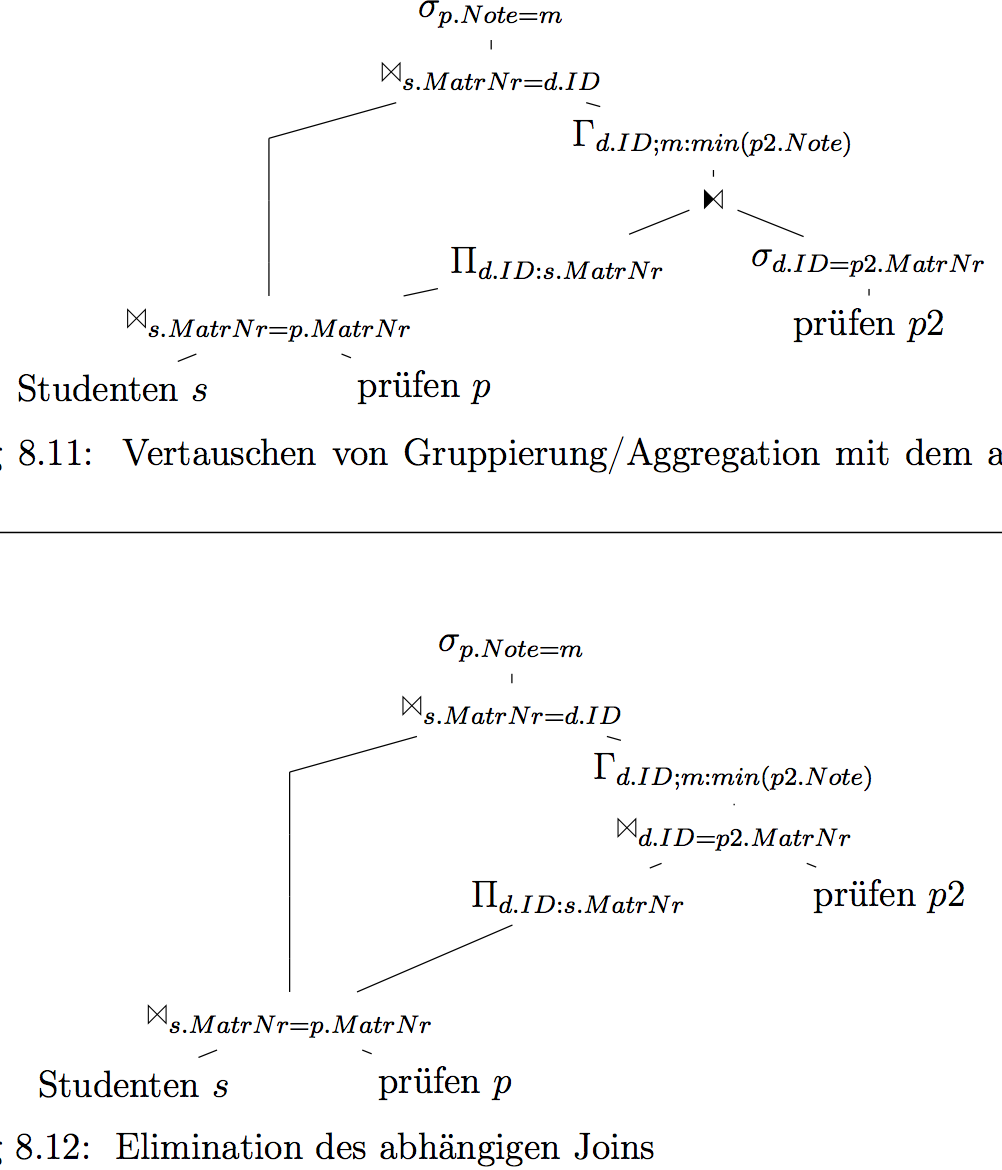 σp.Note=m
⋈s.MatrNr=d.ID
Γd.ID;m:min(p2.Note)
Πd.ID:s.MatrNr σd.ID=p2.MatrNr
⋈s.MatrNr=p.MatrNr prüfen p2
Studenten s prüfen p
8.11: Vertauschen von Gruppierung/Aggregation mit dem
σp.Note=m
⋈s.MatrNr=d.ID
Γd.ID;m:min(p2.Note)
⋈d.ID=p2.MatrNr
Πd.ID:s.MatrNr prüfen p2
⋈s.MatrNr=p.MatrNr
Studenten s prüfen p
8.12: Elimination des abhängigen Joins